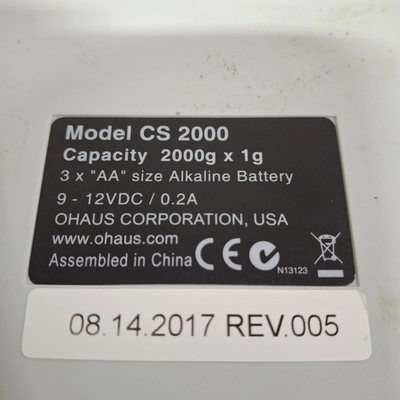 Model CS 2000
Capacity 2000g x 1g
3 x "AA" size Alkaline Battery
9 - 12VDC / 0.2A
OHAUS CORPORATION, USA
www.ohaus.com
Assembled in China CE N13123
08.14.2017 REV.005